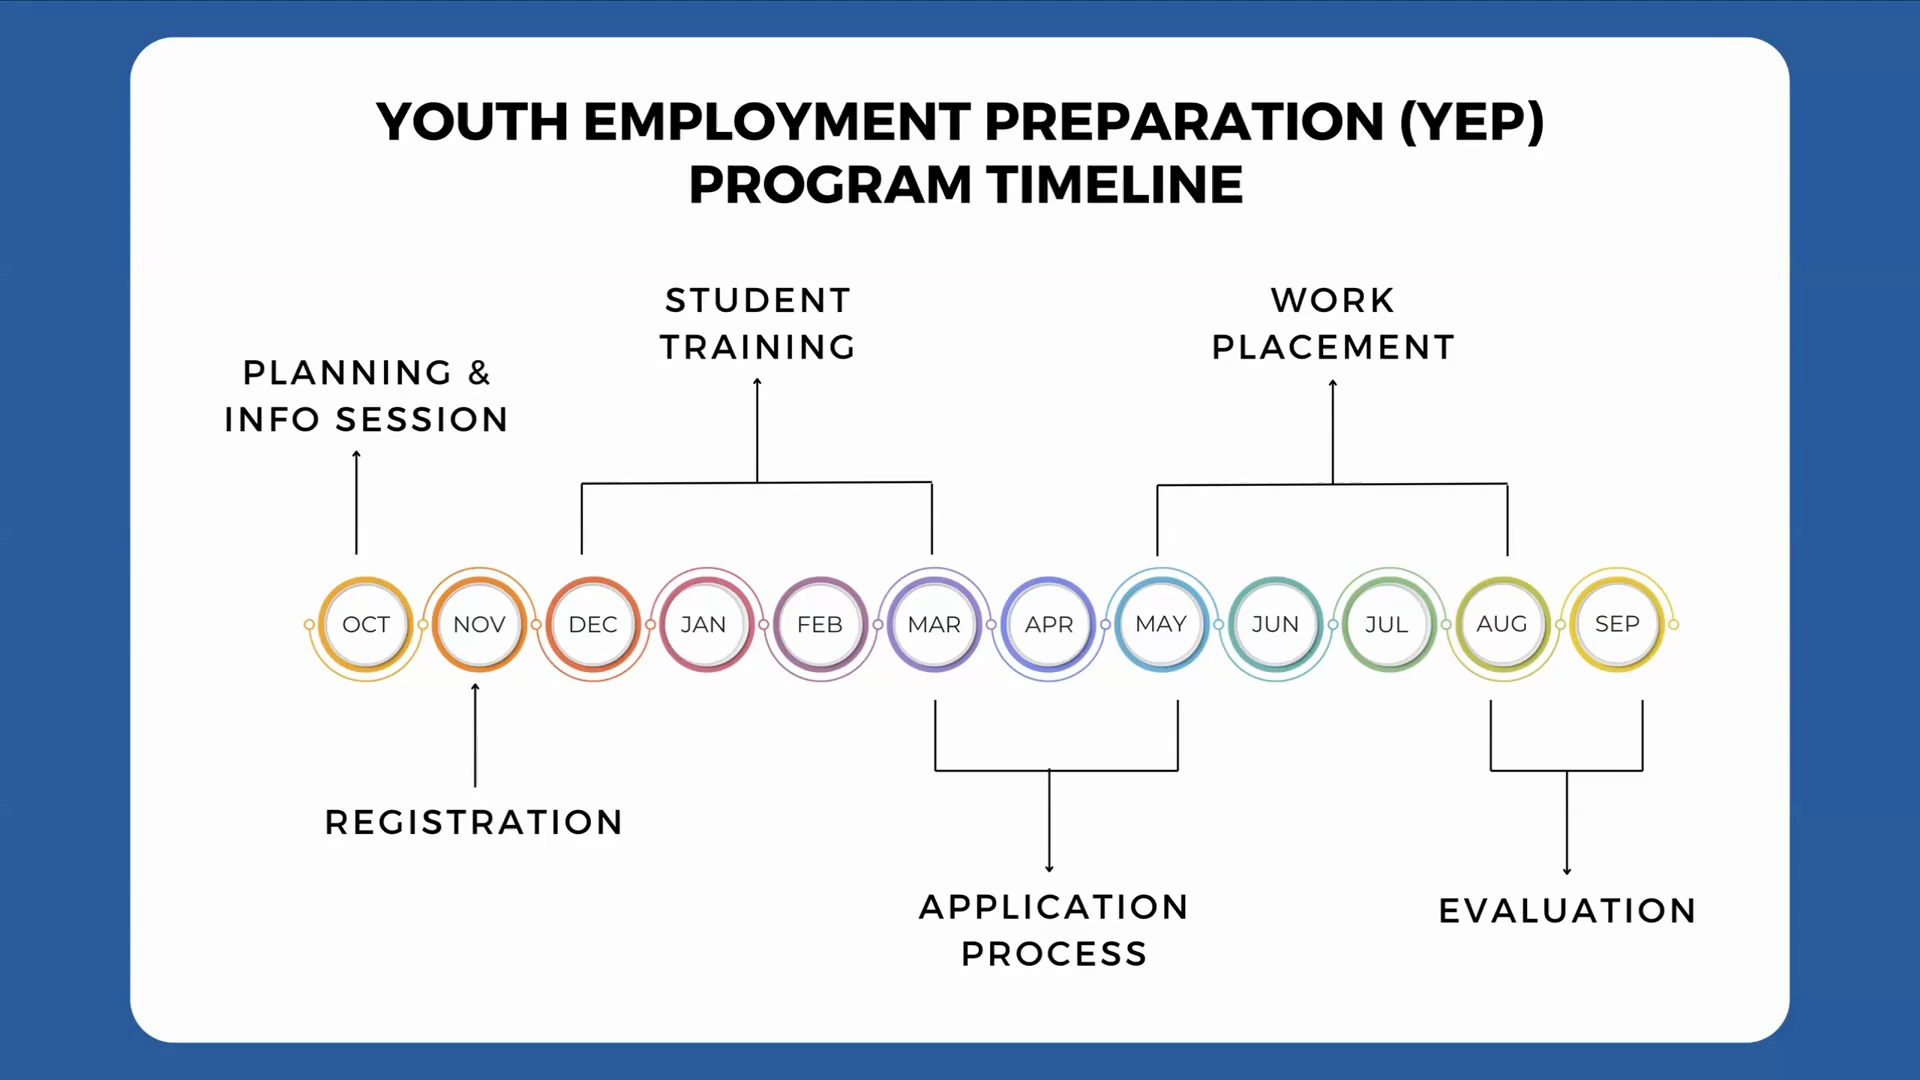 YOUTH EMPLOYMENT PREPARATION (YEP)
PROGRAM TIMELINE
STUDENT
TRAINING
WORK
PLACEMENT
PLANNING &
INFO SESSION
OCT
NOV
DEC
JAN
FEB
MAR
APR
MAY
JUN
JUL
AUG
SEP
REGISTRATION
APPLICATION
PROCESS
EVALUATION